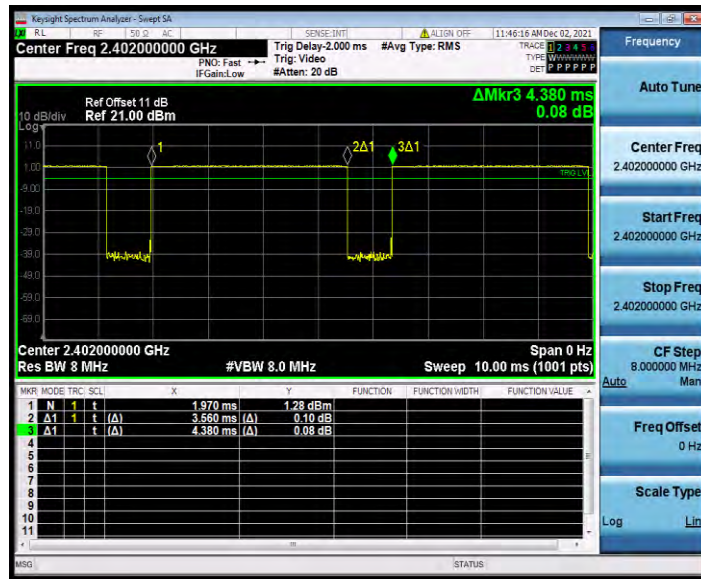 Keysight Spectrum Analyzer - Swept SA
RL RF 50 Ω AC SENSE:INT ALIGN OFF 11:46:16 AM Dec 02, 2021
Center Freq 2.402000000 GHz
PNO: Fast
IFGain:Low
Trig Delay-2.000 ms
Trig: Video
#Atten: 20 dB
#Avg Type: RMS
TRACE 1 2 3 4 5 6
TYPE WWWWWW
DET P P P P P P
ΔMkr3 4.380 ms
0.08 dB
Ref Offset 11 dB
10 dB/div Ref 21.00 dBm
Log
11.0
1.00
-9.00
-19.0
-29.0
-39.0
-49.0
-59.0
-69.0
1
2Δ1
3Δ1
TRIG LVL
Center 2.402000000 GHz Span 0 Hz
Res BW 8 MHz #VBW 8.0 MHz Sweep 10.00 ms (1001 pts)
MKR MODE TRC SCL X Y FUNCTION FUNCTION WIDTH FUNCTION VALUE
1 N 1 t 1.970 ms 1.28 dBm
2 Δ1 1 t (Δ) 3.560 ms (Δ) 0.10 dB
3 Δ1 t (Δ) 4.380 ms (Δ) 0.08 dB
4
5
6
7
8
9
10
11
MSG STATUS
Frequency
Auto Tune
Center Freq
2.402000000 GHz
Start Freq
2.402000000 GHz
Stop Freq
2.402000000 GHz
CF Step
8.000000 MHz
Auto Man
Freq Offset
0 Hz
Scale Type
Log Lin